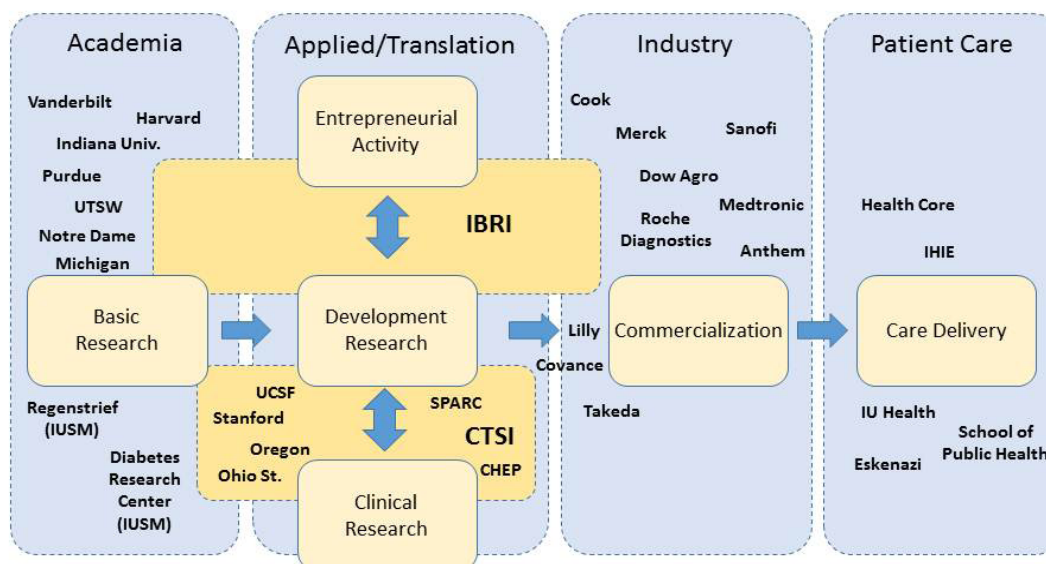 Academia
Applied/Translation
Industry
Patient Care
Vanderbilt
Harvard
Indiana Univ.
Purdue
UTSW
Notre Dame
Michigan
Basic
Research
Regenstrief
(IUSM)
Diabetes
Research
Center
(IUSM)
Entrepreneurial
Activity
IBRI
Development
Research
UCSF
Stanford
SPARC
CTSI
Oregon
Ohio St.
CHEP
Clinical
Research
Cook
Merck
Sanofi
Dow Agro
Medtronic
Roche
Diagnostics
Anthem
Lilly
Commercialization
Covance
Takeda
Health Core
IHIE
Care Delivery
IU Health
School of
Public Health
Eskenazi